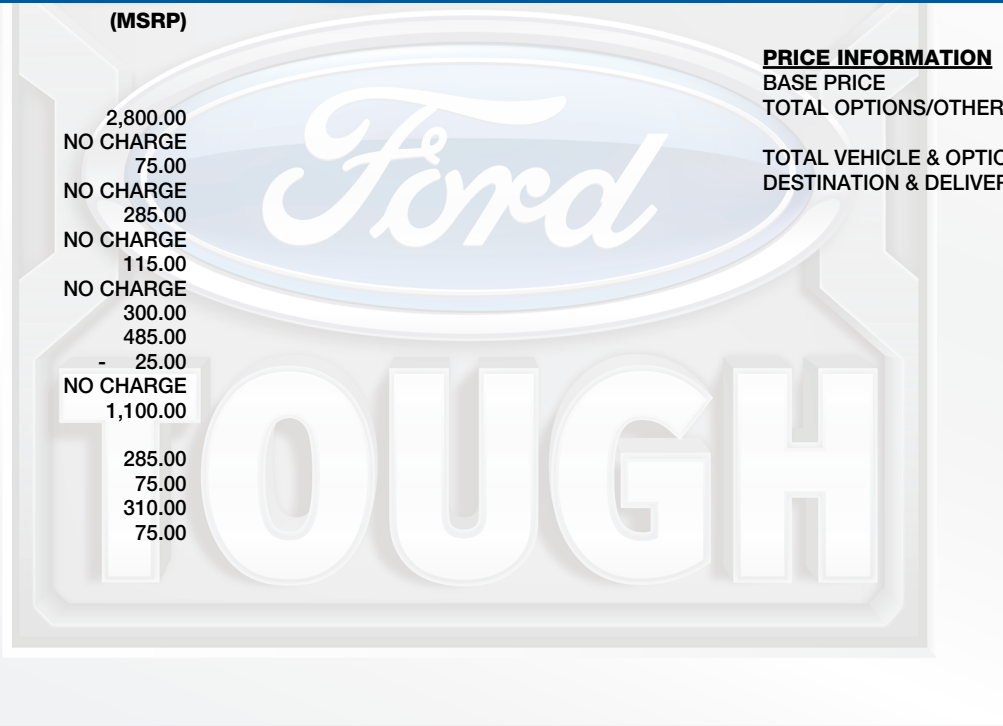 (MSRP)
2,800.00
NO CHARGE
75.00
NO CHARGE
285.00
NO CHARGE
115.00
NO CHARGE
300.00
485.00
- 25.00
NO CHARGE
1,100.00
285.00
75.00
310.00
75.00
PRICE INFORMATION
BASE PRICE
TOTAL OPTIONS/OTHER
TOTAL VEHICLE & OPTIO
DESTINATION & DELIVER
Ford
TOUGH